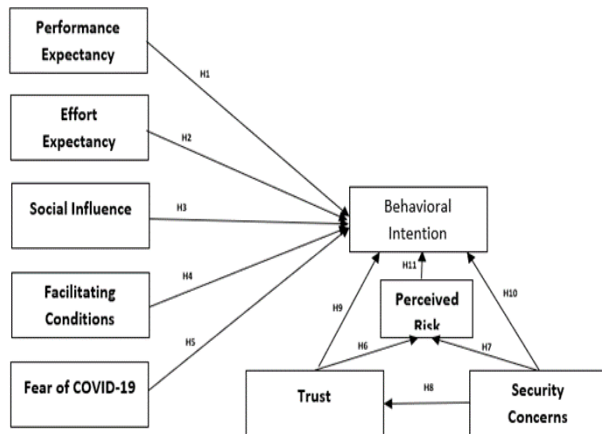 Performance
Expectancy
H1
Effort
Expectancy
H2
Social Influence
H3
Behavioral
Intention
Facilitating
Conditions
H4
H11
H9
H10
Perceived
Risk
H5
H6
H7
Fear of COVID-19
Trust
H8
Security
Concerns